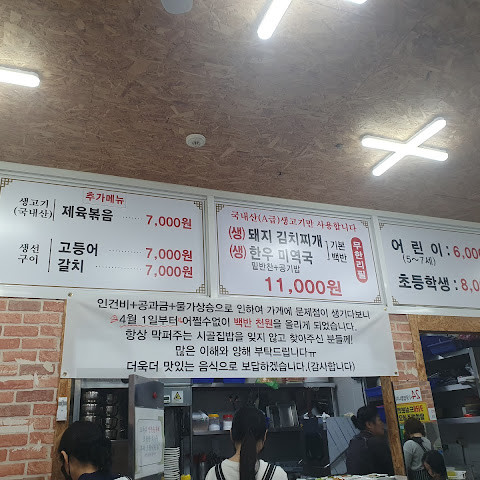 추가메뉴
생고기
(국내산)
제육볶음 ······ 7,000원
생선
구이
고등어 ······ 7,000원
갈치 ········· 7,000원
국내산(A급)생고기만 사용합니다
(생) 돼지 김치찌개
(생) 한우 미역국
기본
백반
밑반찬+공기밥
11,000원
무한리필
어 린 이 : 6,00
(5~7세)
초등학생 : 8,0
인건비+공과금+물가상승으로 인하여 가게에 문제점이 생기다보니
4월 1일부터 어쩔수없이 백반 천원을 올리게 되었습니다.
항상 막퍼주는 시골집밥을 잊지 않고 찾아주신 분들께!
많은 이해와 양해 부탁드립니다ㅠ
더욱더 맛있는 음식으로 보답하겠습니다.(감사합니다)